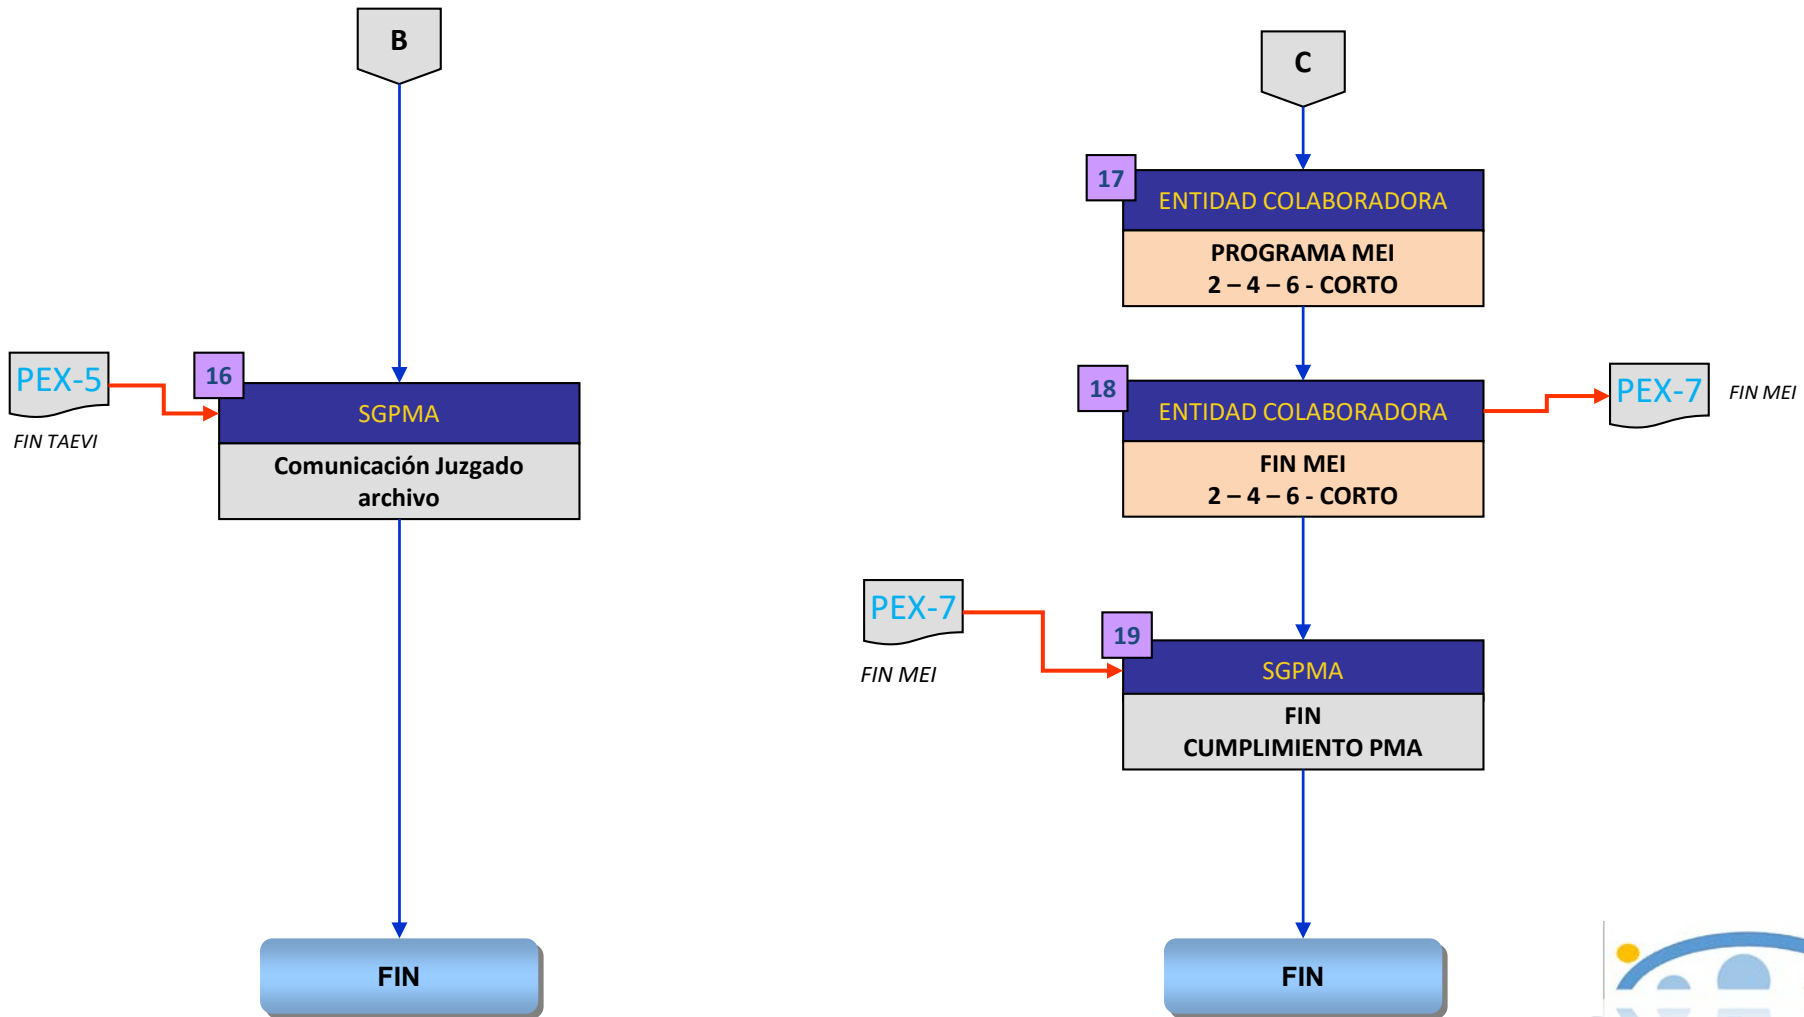 B
PEX-5
FIN TAEVI
16
SGPMA
Comunicación Juzgado
archivo
FIN
C
17
ENTIDAD COLABORADORA
PROGRAMA MEI
2 – 4 – 6 - CORTO
18
ENTIDAD COLABORADORA
FIN MEI
2 – 4 – 6 - CORTO
PEX-7
FIN MEI
PEX-7
FIN MEI
19
SGPMA
FIN
CUMPLIMIENTO PMA
FIN